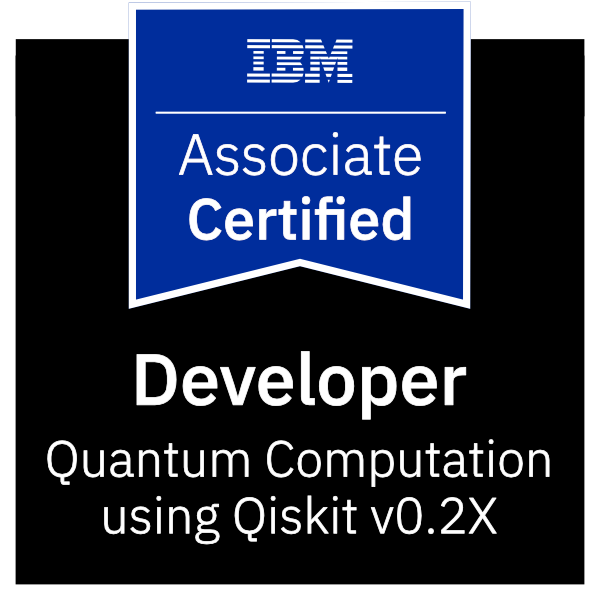 IBM
Associate
Certified
Developer
Quantum Computation
using Qiskit v0.2X